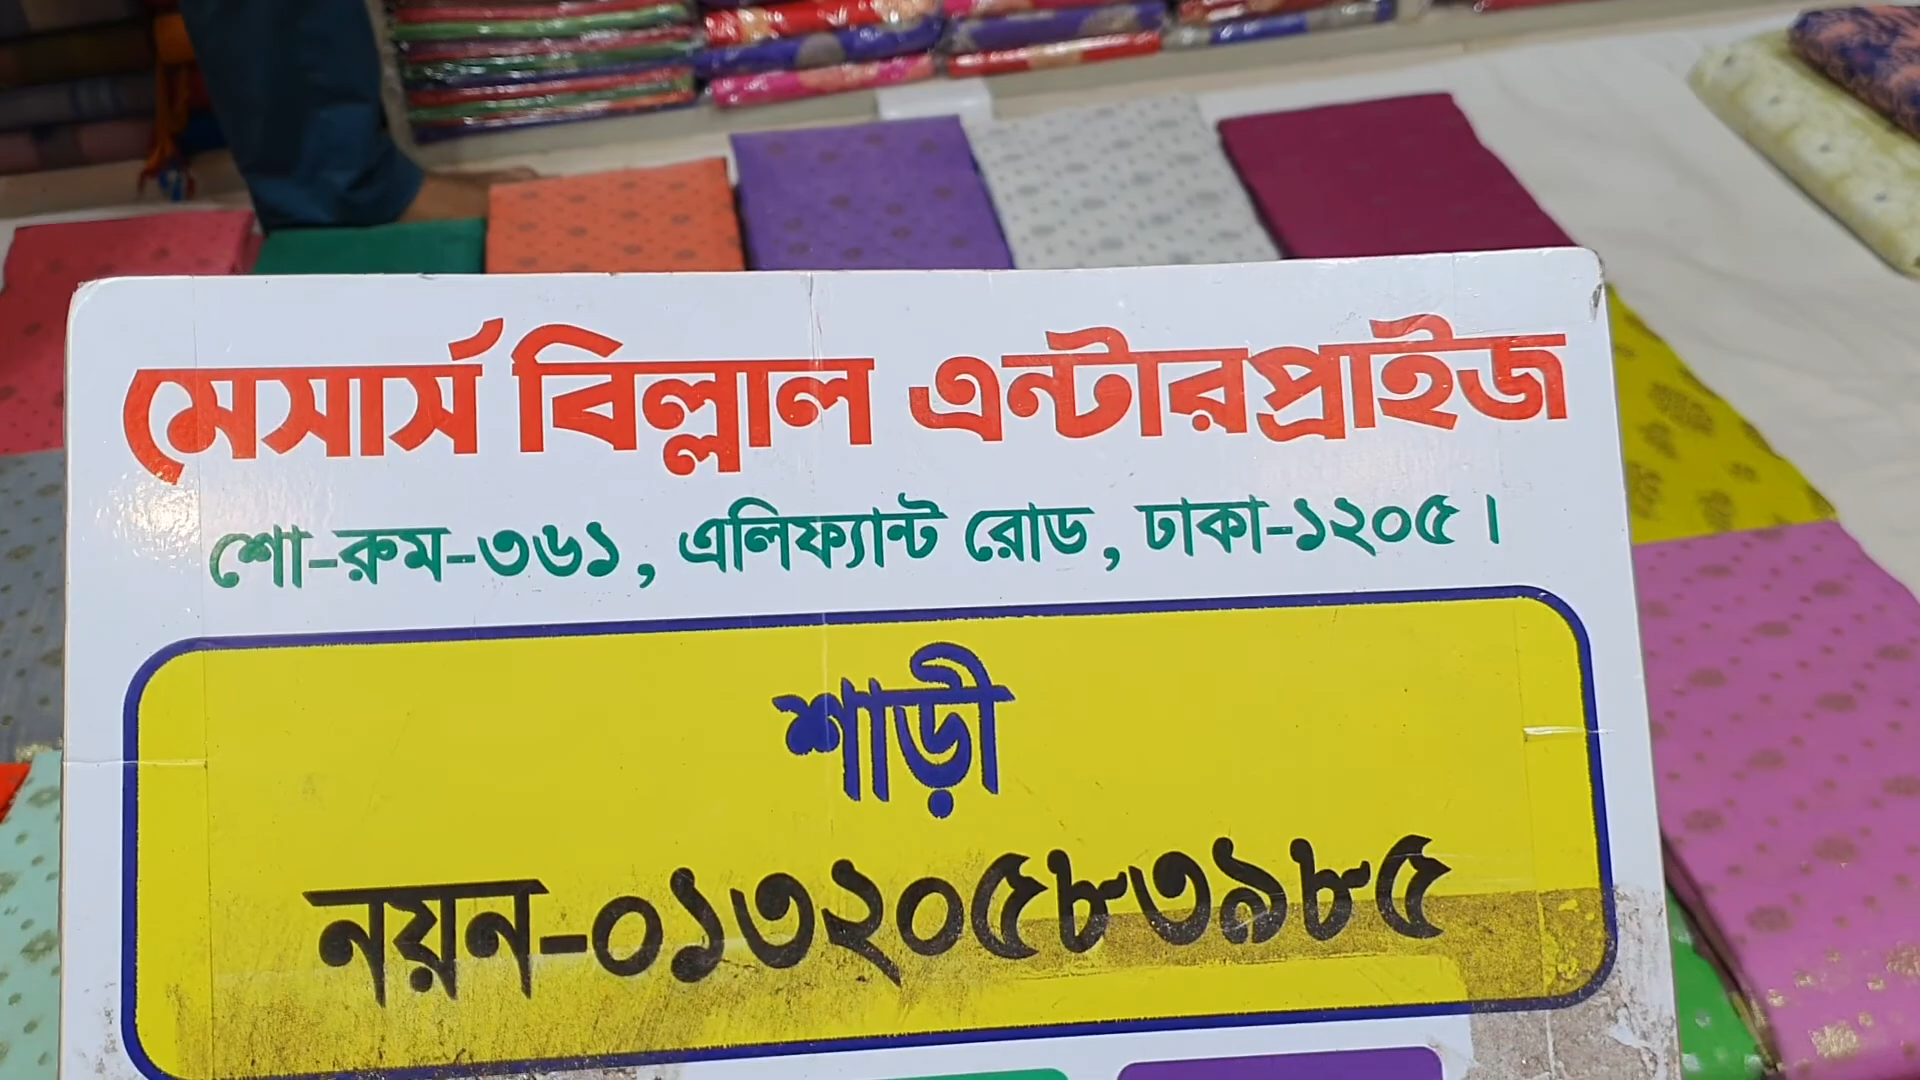 মেসার্স বিল্লাল এন্টারপ্রাইজ
শো-রুম-৩৬১, এলিফ্যান্ট রোড, ঢাকা-১২০৫।
শাড়ী
নয়ন-০১৩২০৫৮৩৯৮৫